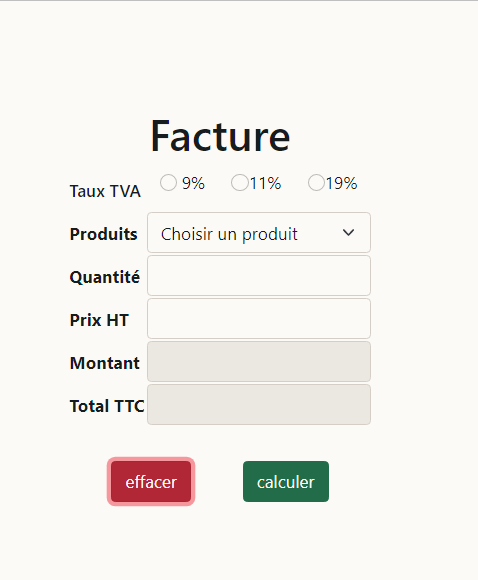 Facture
Taux TVA 9% 11% 19%
Produits Choisir un produit
Quantité
Prix HT
Montant
Total TTC
effacer calculer